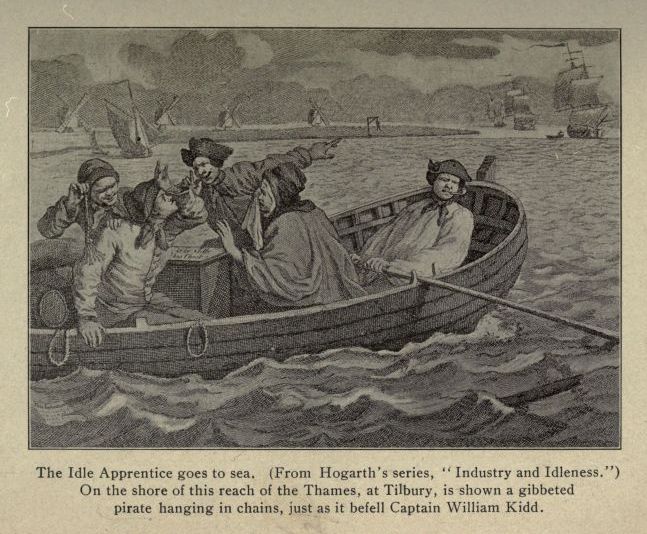 The Idle Apprentice goes to sea. (From Hogarth's series, "Industry and Idleness.")
On the shore of this reach of the Thames, at Tilbury, is shown a gibbeted
pirate hanging in chains, just as it befell Captain William Kidd.